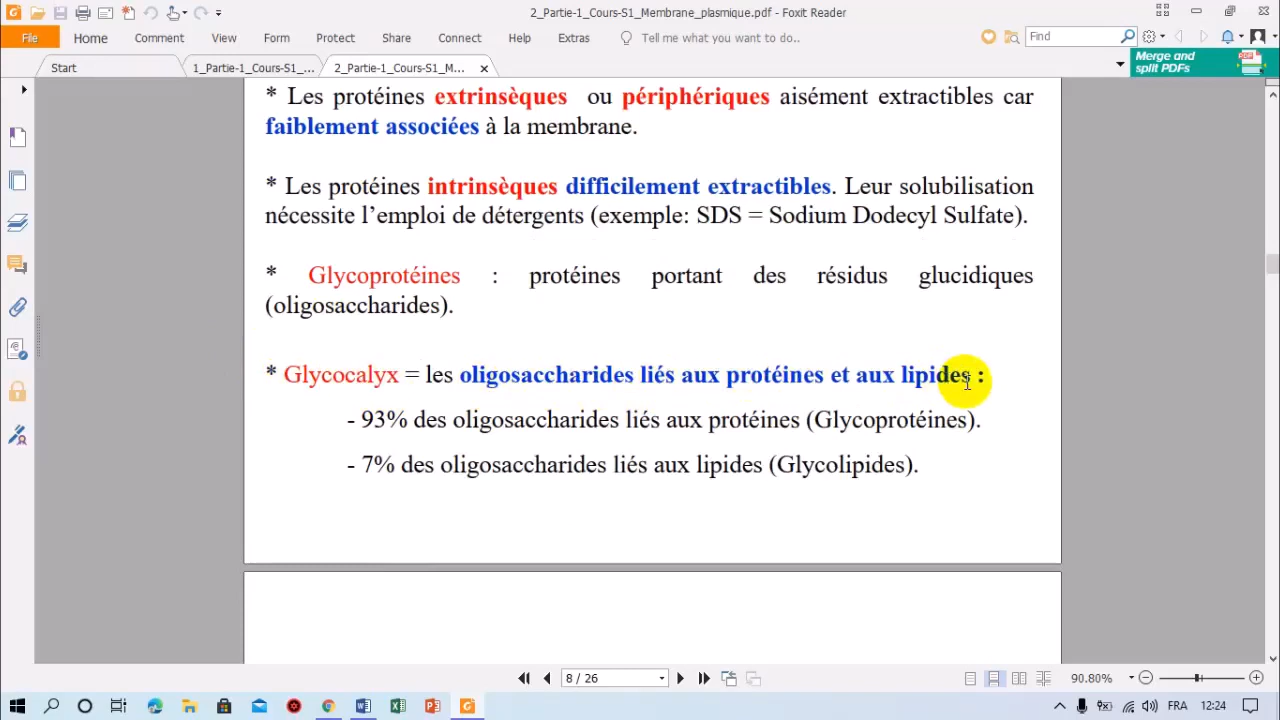 2_Partie-1_Cours-S1_Membrane_plasmique.pdf - Foxit Reader
File Home Comment View Form Protect Share Connect Help Extras Tell me what you want to do.. Find
Start 1_Partie-1_Cours-S1_... 2_Partie-1_Cours-S1_M... Merge and split PDFs
* Les protéines extrinsèques ou périphériques aisément extractibles car
faiblement associées à la membrane.
* Les protéines intrinsèques difficilement extractibles. Leur solubilisation
nécessite l’emploi de détergents (exemple: SDS = Sodium Dodecyl Sulfate).
* Glycoprotéines : protéines portant des résidus glucidiques
(oligosaccharides).
* Glycocalyx = les oligosaccharides liés aux protéines et aux lipides :
- 93% des oligosaccharides liés aux protéines (Glycoprotéines).
- 7% des oligosaccharides liés aux lipides (Glycolipides).
8 / 26 90.80%
FRA 12:24